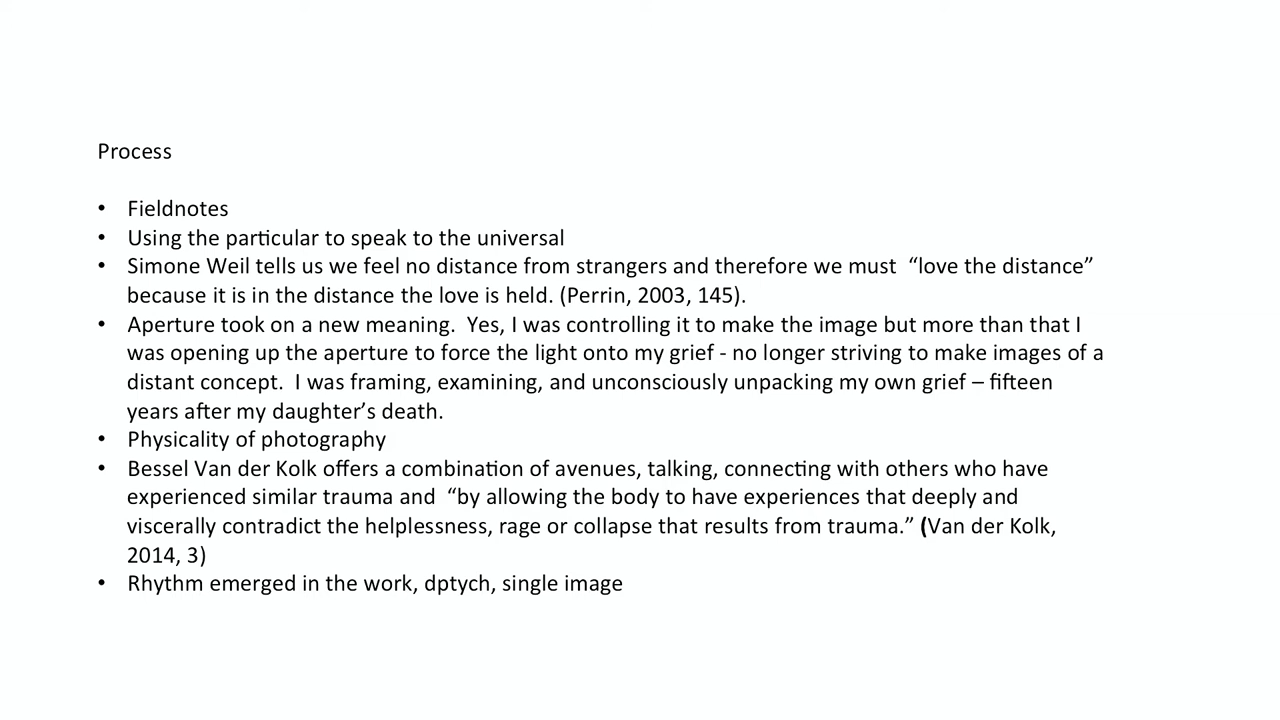 Process
• Fieldnotes
• Using the particular to speak to the universal
• Simone Weil tells us we feel no distance from strangers and therefore we must  “love the distance”
because it is in the distance the love is held. (Perrin, 2003, 145).
• Aperture took on a new meaning.  Yes, I was controlling it to make the image but more than that I
was opening up the aperture to force the light onto my grief - no longer striving to make images of a
distant concept.  I was framing, examining, and unconsciously unpacking my own grief – fifteen
years after my daughter’s death.
• Physicality of photography
• Bessel Van der Kolk offers a combination of avenues, talking, connecting with others who have
experienced similar trauma and  “by allowing the body to have experiences that deeply and
viscerally contradict the helplessness, rage or collapse that results from trauma.” (Van der Kolk,
2014, 3)
• Rhythm emerged in the work, dptych, single image